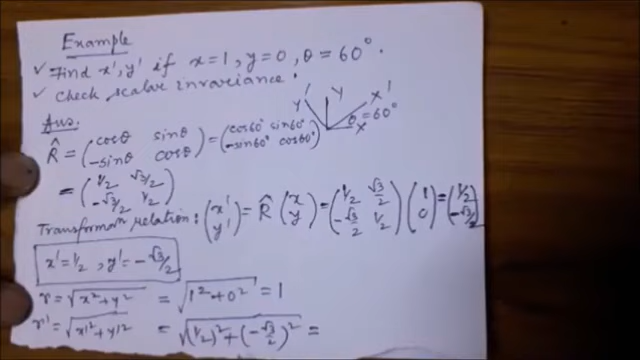 Example
✓ Find x', y' if x=1, y=0, θ = 60°.
✓ Check scalar invariance.
Ans.
y' y x' θ=60° x
R̂ = (cosθ sinθ -sinθ cosθ) = (cos60° sin60° -sin60° cos60°)
= (1/2 √3/2 -√3/2 1/2)
Transformn relation: (x' y') = R̂ (x y) = (1/2 √3/2 -√3/2 1/2) (1 0) = (1/2 -√3/2)
x'=1/2, y'=-√3/2
r = √x²+y² = √1²+0² = 1
r' = √x'²+y'² = √(1/2)²+(-√3/2)² =